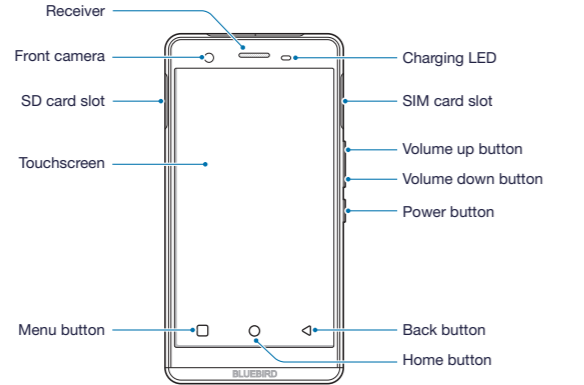 Receiver
Front camera
Charging LED
SD card slot
SIM card slot
Volume up button
Touchscreen
Volume down button
Power button
Menu button
Back button
Home button
BLUEBIRD